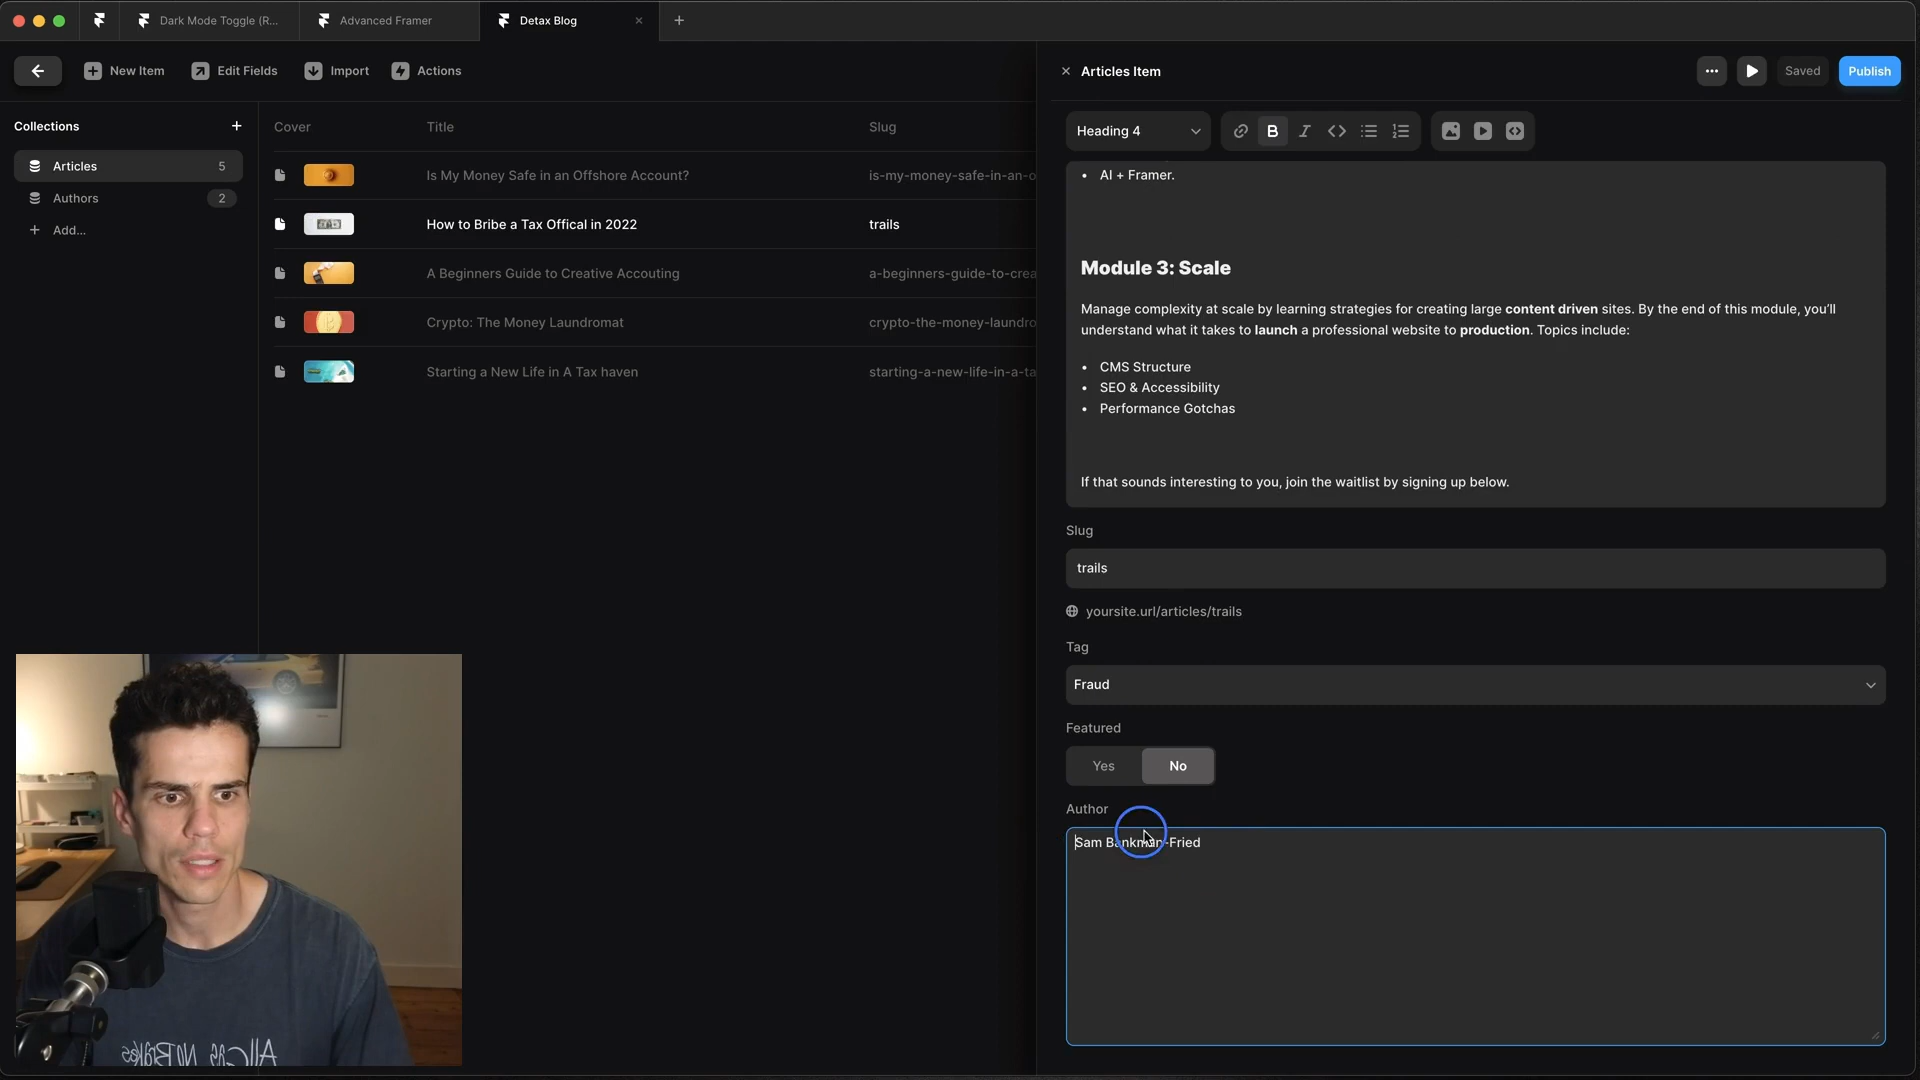 Dark Mode Toggle (R...
Advanced Framer
Detax Blog
New Item
Edit Fields
Import
Actions
Articles Item
Saved
Publish
Collections
Articles
5
Authors
2
Add...
Cover
Title
Slug
Is My Money Safe in an Offshore Account?
is-my-money-safe-in-an-o
How to Bribe a Tax Offical in 2022
trails
A Beginners Guide to Creative Accouting
a-beginners-guide-to-crea
Crypto: The Money Laundromat
crypto-the-money-laundro
Starting a New Life in A Tax haven
starting-a-new-life-in-a-ta
Heading 4
B
• AI + Framer.
Module 3: Scale
Manage complexity at scale by learning strategies for creating large content driven sites. By the end of this module, you'll
understand what it takes to launch a professional website to production. Topics include:
• CMS Structure
• SEO & Accessibility
• Performance Gotchas
If that sounds interesting to you, join the waitlist by signing up below.
Slug
trails
yoursite.url/articles/trails
Tag
Fraud
Featured
Yes
No
Author
Sam Bankman-Fried
All Gas No Brakes